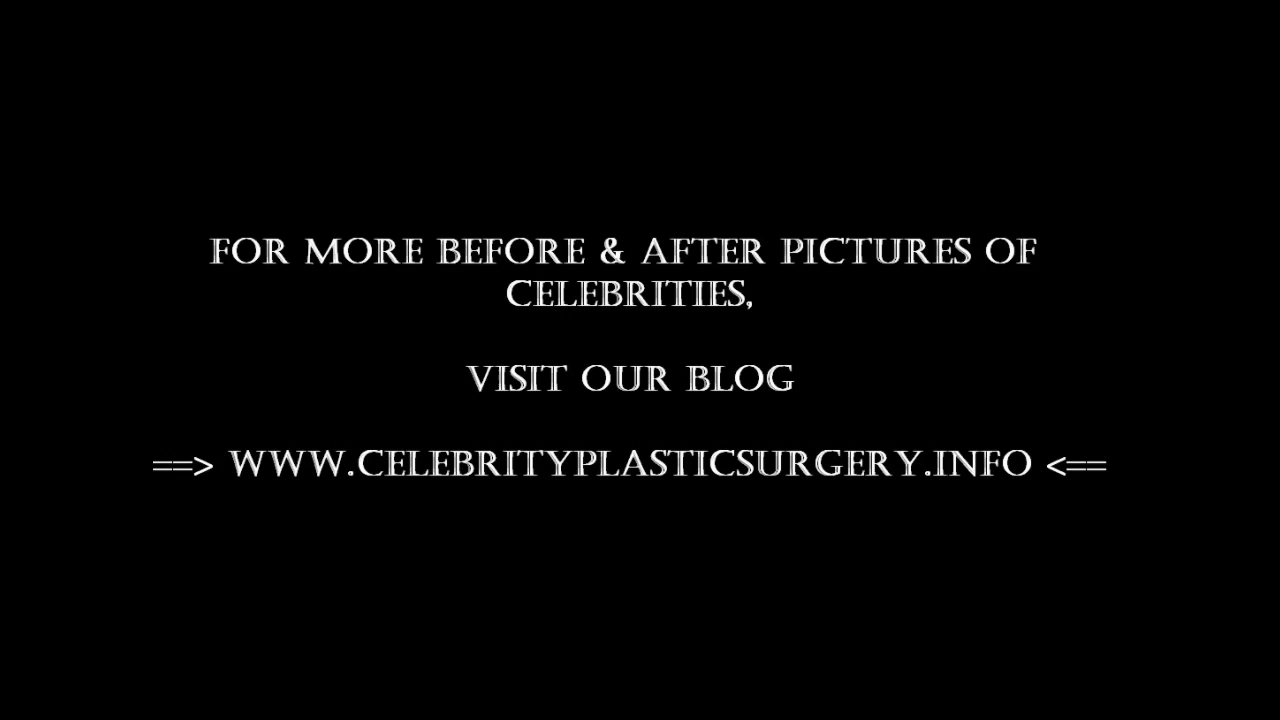 FOR MORE BEFORE & AFTER PICTURES OF
CELEBRITIES,
VISIT OUR BLOG
==> WWW.CELEBRITYPLASTICSURGERY.INFO <==